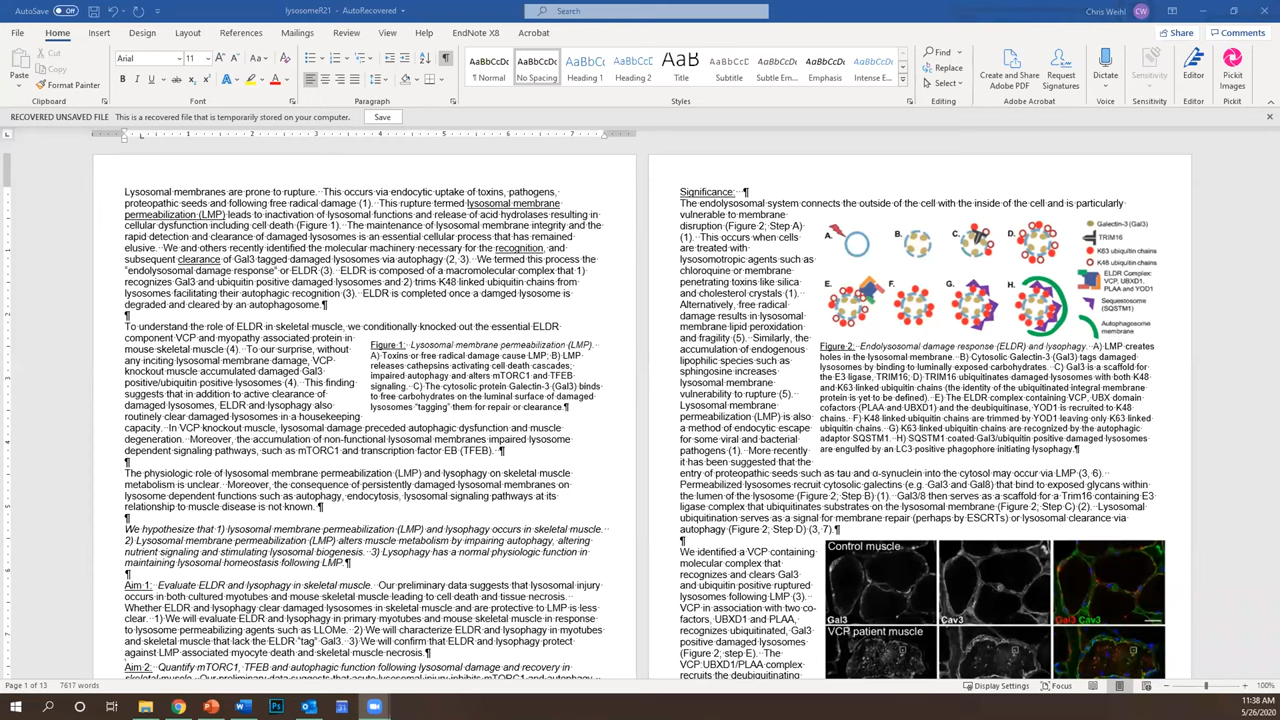 AutoSave Off
lysosomeR21 - AutoRecovered
Search
Chris Weihl
CW
File Home Insert Design Layout References Mailings Review View Help EndNote X8 Acrobat
Share Comments
Paste
Cut
Copy
Format Painter
Clipboard
Arial 11
Font
Paragraph
¶ Normal
No Spacing
Heading 1
Heading 2
Title
Subtitle
Subtle Em...
Emphasis
Intense E...
Styles
Find
Replace
Select
Editing
Create and Share Adobe PDF
Request Signatures
Adobe Acrobat
Dictate
Voice
Sensitivity
Sensitivity
Editor
Editor
Pickit Images
Pickit
RECOVERED UNSAVED FILE This is a recovered file that is temporarily stored on your computer. Save
Lysosomal membranes are prone to rupture. This occurs via endocytic uptake of toxins, pathogens,
proteopathic seeds and following free radical damage (1). This rupture termed lysosomal membrane
permeabilization (LMP) leads to inactivation of lysosomal functions and release of acid hydrolases resulting in
cellular dysfunction including cell death (Figure 1). The maintenance of lysosomal membrane integrity and the
rapid detection and clearance of damaged lysosomes is an essential cellular process that has remained
elusive. We and others recently identified the molecular machinery necessary for the recognition, and
subsequent clearance of Gal3 tagged damaged lysosomes via autophagy (2, 3). We termed this process the
"endolysosomal damage response" or ELDR (3). ELDR is composed of a macromolecular complex that 1)
recognizes Gal3 and ubiquitin positive damaged lysosomes and 2) trims K48 linked ubiquitin chains from
lysosomes facilitating their autophagic recognition (3). ELDR is completed once a damged lysosome is
degraded and cleared by an autophagosome.¶
¶
To understand the role of ELDR in skeletal muscle, we conditionally knocked out the essential ELDR
component VCP and myopathy associated protein in
mouse skeletal muscle (4). To our surprise, without
any inciting lysosomal membrane damage, VCP
knockout muscle accumulated damaged Gal3
positive/ubiquitin positive lysosomes (4). This finding
suggests that in addition to active clearance of
damaged lysosomes, ELDR and lysophagy also
routinely clear damaged lysosomes in a housekeeping
capacity. In VCP knockout muscle, lysosomal damage preceded autophagic dysfunction and muscle
degeneration. Moreover, the accumulation of non-functional lysosomal membranes impaired lysosome
dependent signaling pathways, such as mTORC1 and transcription factor EB (TFEB). ¶
Figure 1: Lysosomal membrane permeabilization (LMP).
A) Toxins or free radical damage cause LMP; B) LMP
releases cathepsins activating cell death cascades;
impaired autophagy and alters mTORC1 and TFEB
signaling. C) The cytosolic protein Galectin-3 (Gal3) binds
to free carbohydrates on the luminal surface of damaged
lysosomes "tagging" them for repair or clearance.¶
¶
The physiologic role of lysosomal membrane permeabilization (LMP) and lysophagy on skeletal muscle
metabolism is unclear. Moreover, the consequence of persistently damaged lysosomal membranes on
lysosome dependent functions such as autophagy, endocytosis, lysosomal signaling pathways at its
relationship to muscle disease is not known. ¶
¶
We hypothesize that 1) lysosomal membrane permeabilization (LMP) and lysophagy occurs in skeletal muscle.
2) Lysosomal membrane permeabilization (LMP) alters muscle metabolism by impairing autophagy, altering
nutrient signaling and stimulating lysosomal biogenesis. 3) Lysophagy has a normal physiologic function in
maintaining lysosomal homeostasis following LMP.¶
¶
Aim 1: Evaluate ELDR and lysophagy in skeletal muscle. Our preliminary data suggests that lysosomal injury
occurs in both cultured myotubes and mouse skeletal muscle leading to cell death and tissue necrosis.
Whether ELDR and lysophagy clear damaged lysosomes in skeletal muscle and are protective to LMP is less
clear. 1) We will evaluate ELDR and lysophagy in primary myotubes and mouse skeletal muscle in response
to lysosome permeabilizing agents such as LLOMe. 2) We will characterize ELDR and lysophagy in myotubes
and skeletal muscle that lack the ELDR "tag" Gal3. 3) We will confirm that ELDR and lysophagy protect
against LMP associated myocyte death and skeletal muscle necrosis.¶
Aim 2: Quantify mTORC1, TFEB and autophagic function following lysosomal damage and recovery in
skeletal muscle. Our preliminary data suggests that acute lysosomal injury inhibits mTORC1 and autophagic
Significance: ¶
The endolysosomal system connects the outside of the cell with the inside of the cell and is particularly
vulnerable to membrane
disruption (Figure 2; Step A)
(1). This occurs when cells
are treated with
lysosomotropic agents such as
chloroquine or membrane
penetrating toxins like silica
and cholesterol crystals (1).
Alternatively, free radical
damage results in lysosomal
membrane lipid peroxidation
and fragility (5). Similarly, the
accumulation of endogenous
lipophilic species such as
sphingosine increases
lysosomal membrane
vulnerability to rupture (5).
Lysosomal membrane
permeabilization (LMP) is also
a method of endocytic escape
for some viral and bacterial
pathogens (1). More recently
it has been suggested that the
entry of proteopathic seeds such as tau and α-synuclein into the cytosol may occur via LMP (3, 6).
Permeabilized lysosomes recruit cytosolic galectins (e.g. Gal3 and Gal8) that bind to exposed glycans within
the lumen of the lysosome (Figure 2; Step B) (1). Gal3/8 then serves as a scaffold for a Trim16 containing E3
ligase complex that ubiquitinates substrates on the lysosomal membrane (Figure 2; Step C) (2). Lysosomal
ubiquitination serves as a signal for membrane repair (perhaps by ESCRTs) or lysosomal clearance via
autophagy (Figure 2; Step D) (3, 7).¶
A. B. C. D.
E. F. G. H.
Galectin-3 (Gal3)
TRIM16
K63 ubiquitin chains
K48 ubiquitin chains
ELDR Complex:
VCP, UBXD1,
PLAA and YOD1
Sequestosome
(SQSTM1)
Autophagosome
membrane
Figure 2: Endolysosomal damage response (ELDR) and lysophagy. A) LMP creates
holes in the lysosomal membrane. B) Cytosolic Galectin-3 (Gal3) tags damaged
lysosomes by binding to luminally exposed carbohydrates. C) Gal3 is a scaffold for
the E3 ligase, TRIM16; D) TRIM16 ubiquitinates damaged lysosomes with both K48
and K63-linked ubiquitin chains (the identity of the ubiquitinated integral membrane
protein is yet to be defined). E) The ELDR complex containing VCP, UBX domain
cofactors (PLAA and UBXD1) and the deubiquitinase, YOD1 is recruited to K48
chains. F) K48-linked ubiquitin chains are trimmed by YOD1 leaving only K63 linked
ubiquitin chains. G) K63-linked ubiquitin chains are recognized by the autophagic
adaptor SQSTM1. H) SQSTM1 coated Gal3/ubiquitin positive damaged lysosomes
are engulfed by an LC3 positive phagophore initiating lysophagy.¶
¶
We identified a VCP containing
molecular complex that
recognizes and clears Gal3
and ubiquitin positive ruptured
lysosomes following LMP (3).
VCP in association with two co-
factors, UBXD1 and PLAA,
recognizes ubiquitinated, Gal3
positive damaged lysosomes
(Figure 2; step E). The
VCP:UBXD1/PLAA complex
recruits the deubiquitinating
Control muscle
Gal3 Cav3 Gal3 Cav3
VCP patient muscle
Page 1 of 13 7617 words
Display Settings Focus 100%
11:38 AM
5/26/2020